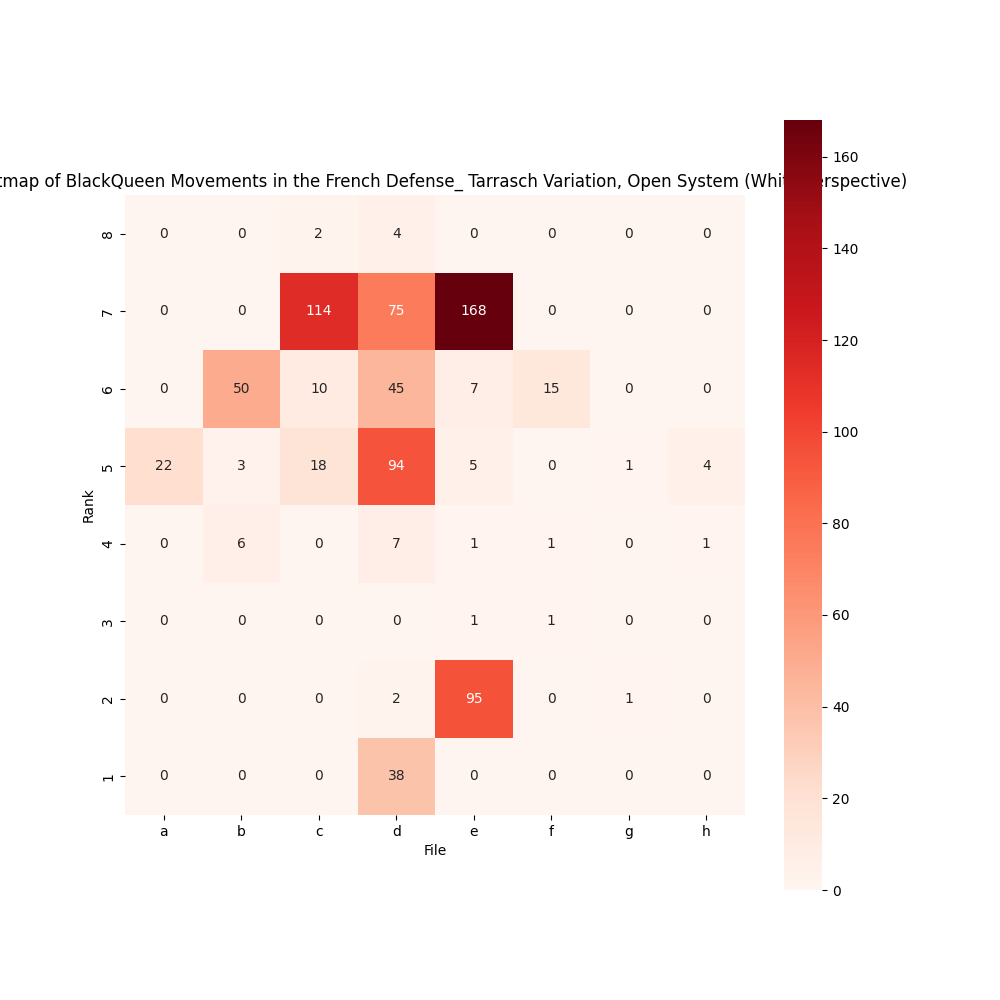 tmap of BlackQueen Movements in the French Defense_ Tarrasch Variation, Open System (Whit erspective)
8 0 0 2 4 0 0 0 0
7 0 0 114 75 168 0 0 0
6 0 50 10 45 7 15 0 0
5 22 3 18 94 5 0 1 4
4 0 6 0 7 1 1 0 1
3 0 0 0 0 1 1 0 0
2 0 0 0 2 95 0 1 0
1 0 0 0 38 0 0 0 0
a b c d e f g h
File
Rank
160
140
120
100
80
60
40
20
0